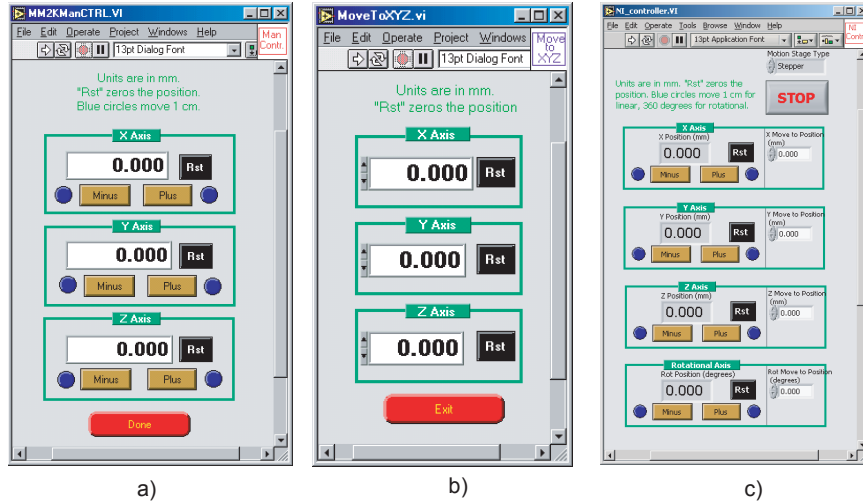 MM2KManCTRL.VI
File Edit Operate Project Windows Help
Man
Contr.
13pt Dialog Font
Units are in mm.
"Rst" zeros the position.
Blue circles move 1 cm.
X Axis
0.000 Rst
Minus Plus
Y Axis
0.000 Rst
Minus Plus
Z Axis
0.000 Rst
Minus Plus
Done
a)
MoveToXYZ.vi
File Edit Operate Project Windows
Move
to
XYZ
13pt Dialog Font
Units are in mm.
"Rst" zeros the position
X Axis
0.000 Rst
Y Axis
0.000 Rst
Z Axis
0.000 Rst
Exit
b)
NI_controller.VI
File Edit Operate Tools Browse Window Help
NI
Contr
13pt Application Font
Motion Stage Type
Stepper
Units are in mm. "Rst" zeros the
position. Blue circles move 1 cm for
linear, 360 degrees for rotational.
STOP
X Axis
X Position (mm)
0.000 Rst
Minus Plus
X Move to Position
(mm)
0.000
Y Axis
Y Position (mm)
0.000 Rst
Minus Plus
Y Move to Position
(mm)
0.000
Z Axis
Z Position (mm)
0.000 Rst
Minus Plus
Z Move to Position
(mm)
0.000
Rotational Axis
Rot Position (degrees)
0.000 Rst
Minus Plus
Rot Move to Position
(degrees)
0.000
c)